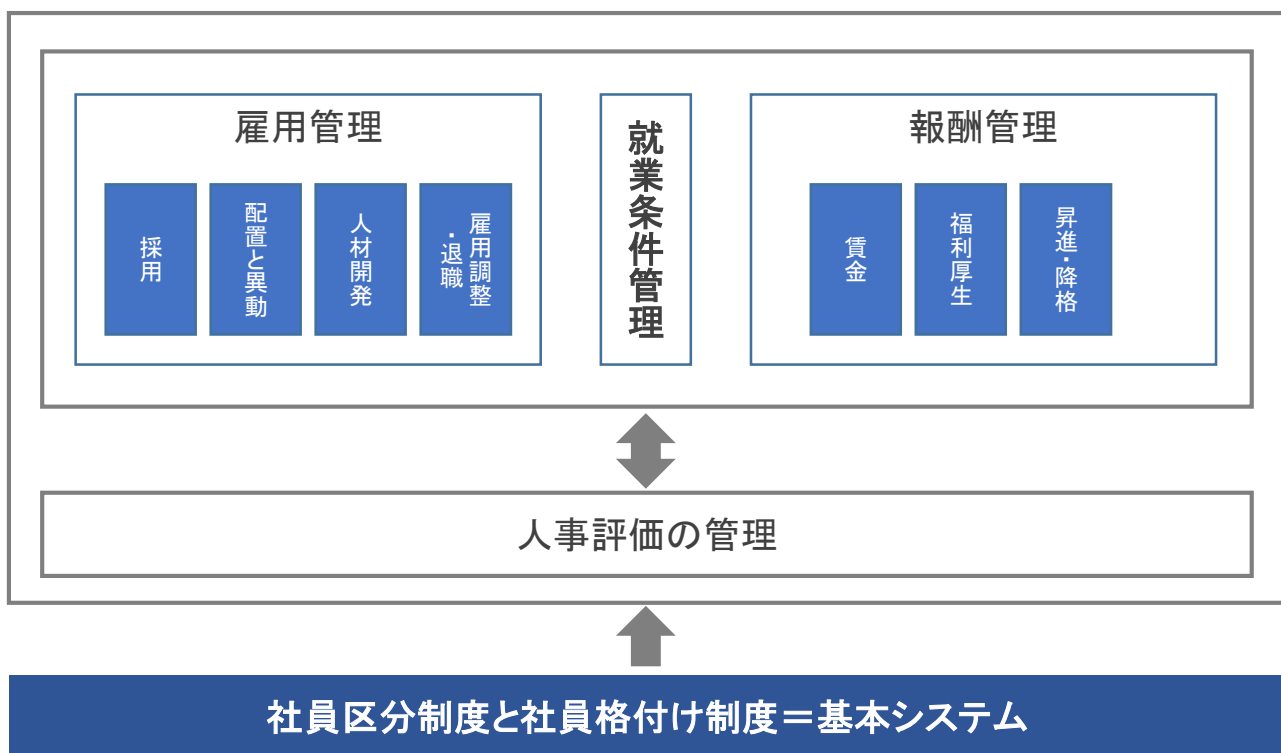 雇用管理
採用
配置と異動
人材開発
雇用調整
・退職
就業条件管理
報酬管理
賃金
福利厚生
昇進・降格
人事評価の管理
社員区分制度と社員格付け制度＝基本システム